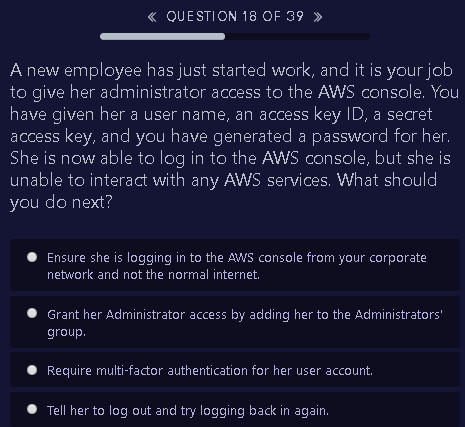 « QUESTION 18 OF 39 »
A new employee has just started work, and it is your job
to give her administrator access to the AWS console. You
have given her a user name, an access key ID, a secret
access key, and you have generated a password for her.
She is now able to log in to the AWS console, but she is
unable to interact with any AWS services. What should
you do next?
Ensure she is logging in to the AWS console from your corporate
network and not the normal internet.
Grant her Administrator access by adding her to the Administrators'
group.
Require multi-factor authentication for her user account.
Tell her to log out and try logging back in again.